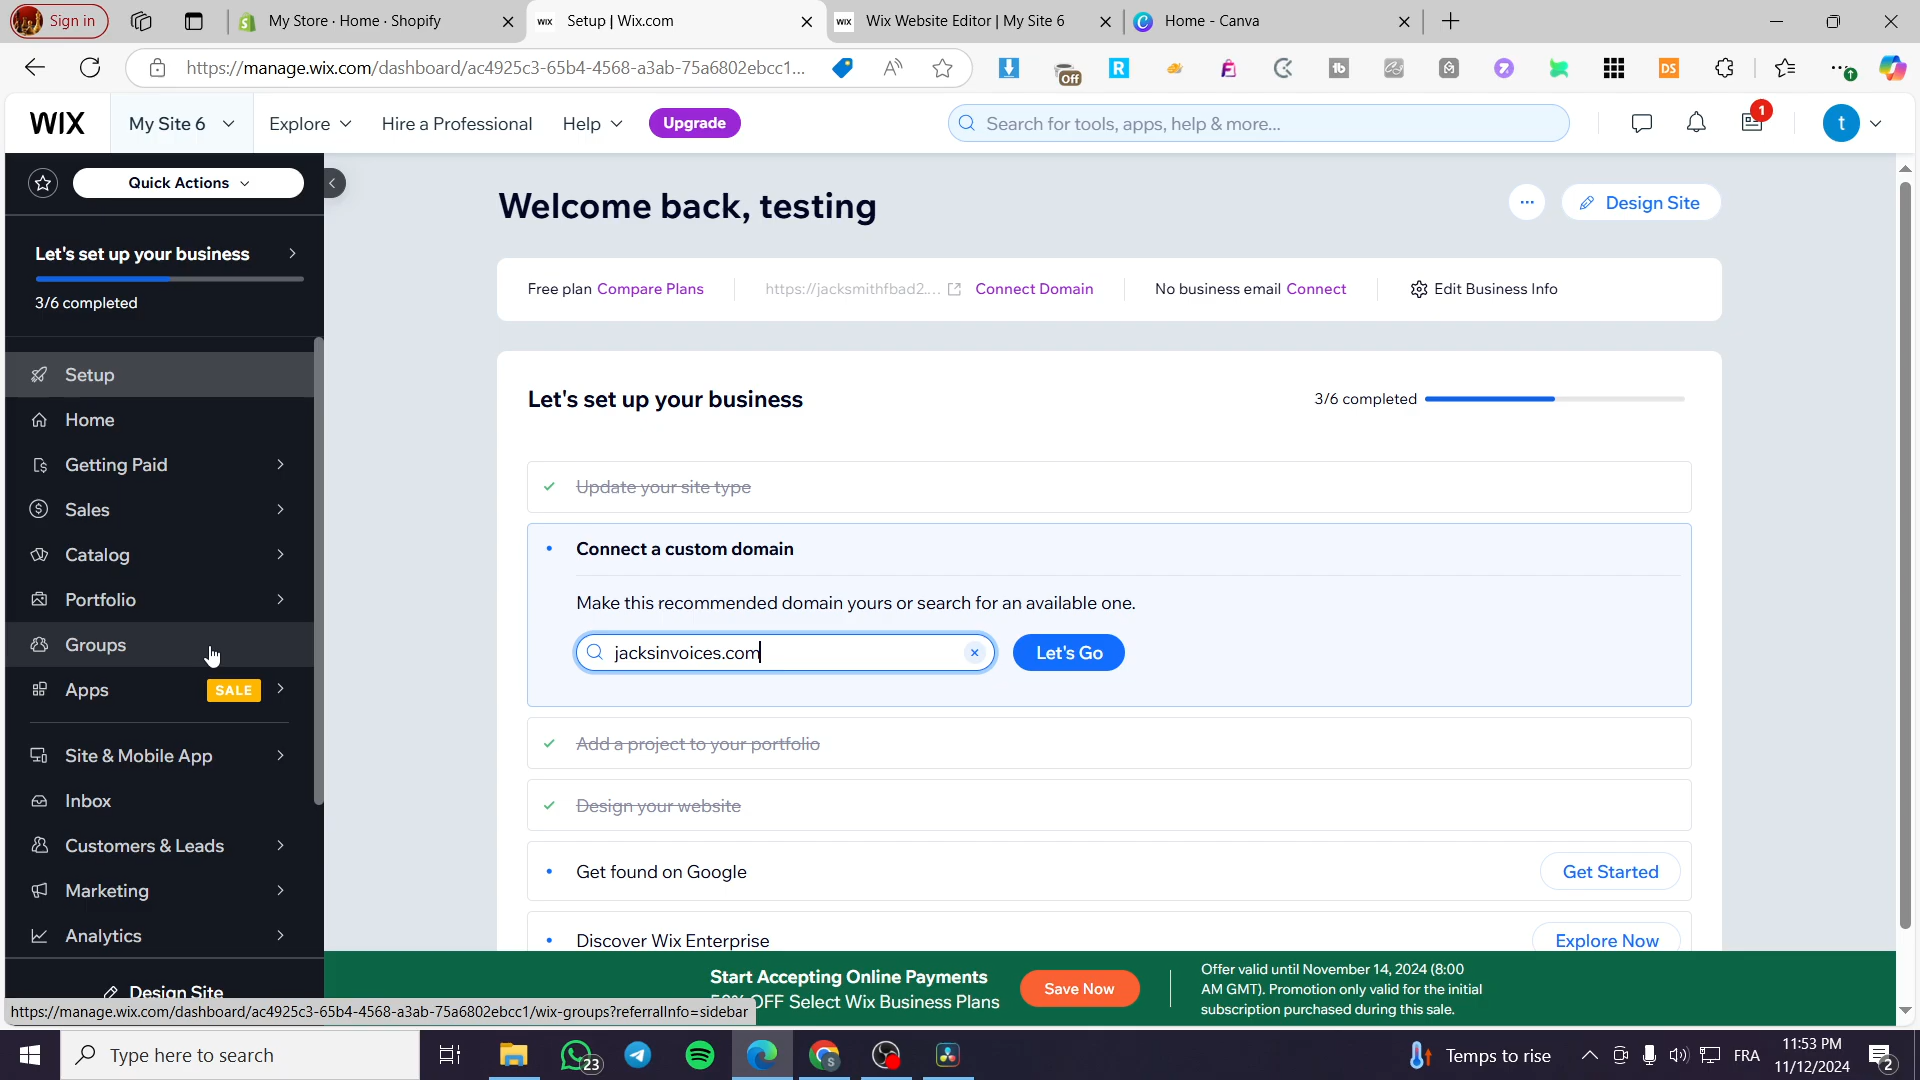 Sign in
My Store · Home · Shopify
WIX
Setup | Wix.com
WIX
Wix Website Editor | My Site 6
Home - Canva
https://manage.wix.com/dashboard/ac4925c3-65b4-4568-a3ab-75a6802ebcc1...
Off
R
tb
DS
WIX
My Site 6
Explore
Hire a Professional
Help
Upgrade
Search for tools, apps, help & more...
1
t
Quick Actions
Let's set up your business
3/6 completed
Setup
Home
Getting Paid
Sales
Catalog
Portfolio
Groups
Apps
SALE
Site & Mobile App
Inbox
Customers & Leads
Marketing
Analytics
Design Site
Welcome back, testing
Design Site
Free plan Compare Plans
https://jacksmithfbad2....
Connect Domain
No business email Connect
Edit Business Info
Let's set up your business
3/6 completed
Update your site type
Connect a custom domain
Make this recommended domain yours or search for an available one.
jacksinvoices.com
Let's Go
Add a project to your portfolio
Design your website
Get found on Google
Get Started
Discover Wix Enterprise
Explore Now
Start Accepting Online Payments
OFF Select Wix Business Plans
Save Now
Offer valid until November 14, 2024 (8:00
AM GMT). Promotion only valid for the initial
subscription purchased during this sale.
https://manage.wix.com/dashboard/ac4925c3-65b4-4568-a3ab-75a6802ebcc1/wix-groups?referralInfo=sidebar
Type here to search
23
S
Temps to rise
FRA
11:53 PM
11/12/2024
2